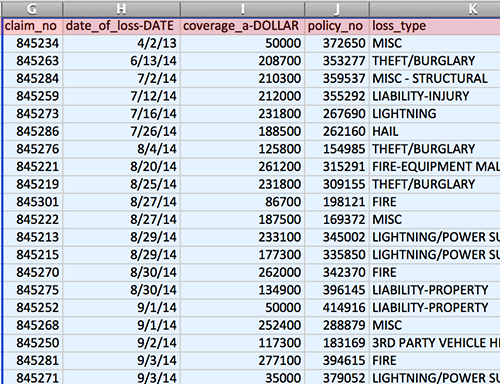 G H I J K
claim_no date_of_loss-DATE coverage_a-DOLLAR policy_no loss_type
845234 4/2/13 50000 372650 MISC
845263 6/13/14 208700 353277 THEFT/BURGLARY
845284 7/2/14 210300 359537 MISC - STRUCTURAL
845259 7/12/14 212000 355292 LIABILITY-INJURY
845273 7/16/14 231800 267690 LIGHTNING
845286 7/26/14 188500 262160 HAIL
845276 8/4/14 125800 154985 THEFT/BURGLARY
845221 8/20/14 261200 315291 FIRE-EQUIPMENT MAL
845219 8/25/14 231800 309155 THEFT/BURGLARY
845301 8/27/14 86700 198121 FIRE
845222 8/27/14 187500 169372 MISC
845213 8/29/14 233100 345002 LIGHTNING/POWER SU
845215 8/29/14 177300 335850 LIGHTNING/POWER SU
845270 8/30/14 262000 342370 FIRE
845275 8/30/14 134900 396145 LIABILITY-PROPERTY
845252 9/1/14 50000 414916 LIABILITY-PROPERTY
845268 9/1/14 252400 288879 MISC
845250 9/2/14 117300 183169 3RD PARTY VEHICLE HI
845281 9/3/14 277100 394615 FIRE
845271 9/3/14 35000 379052 LIGHTNING/POWER SU